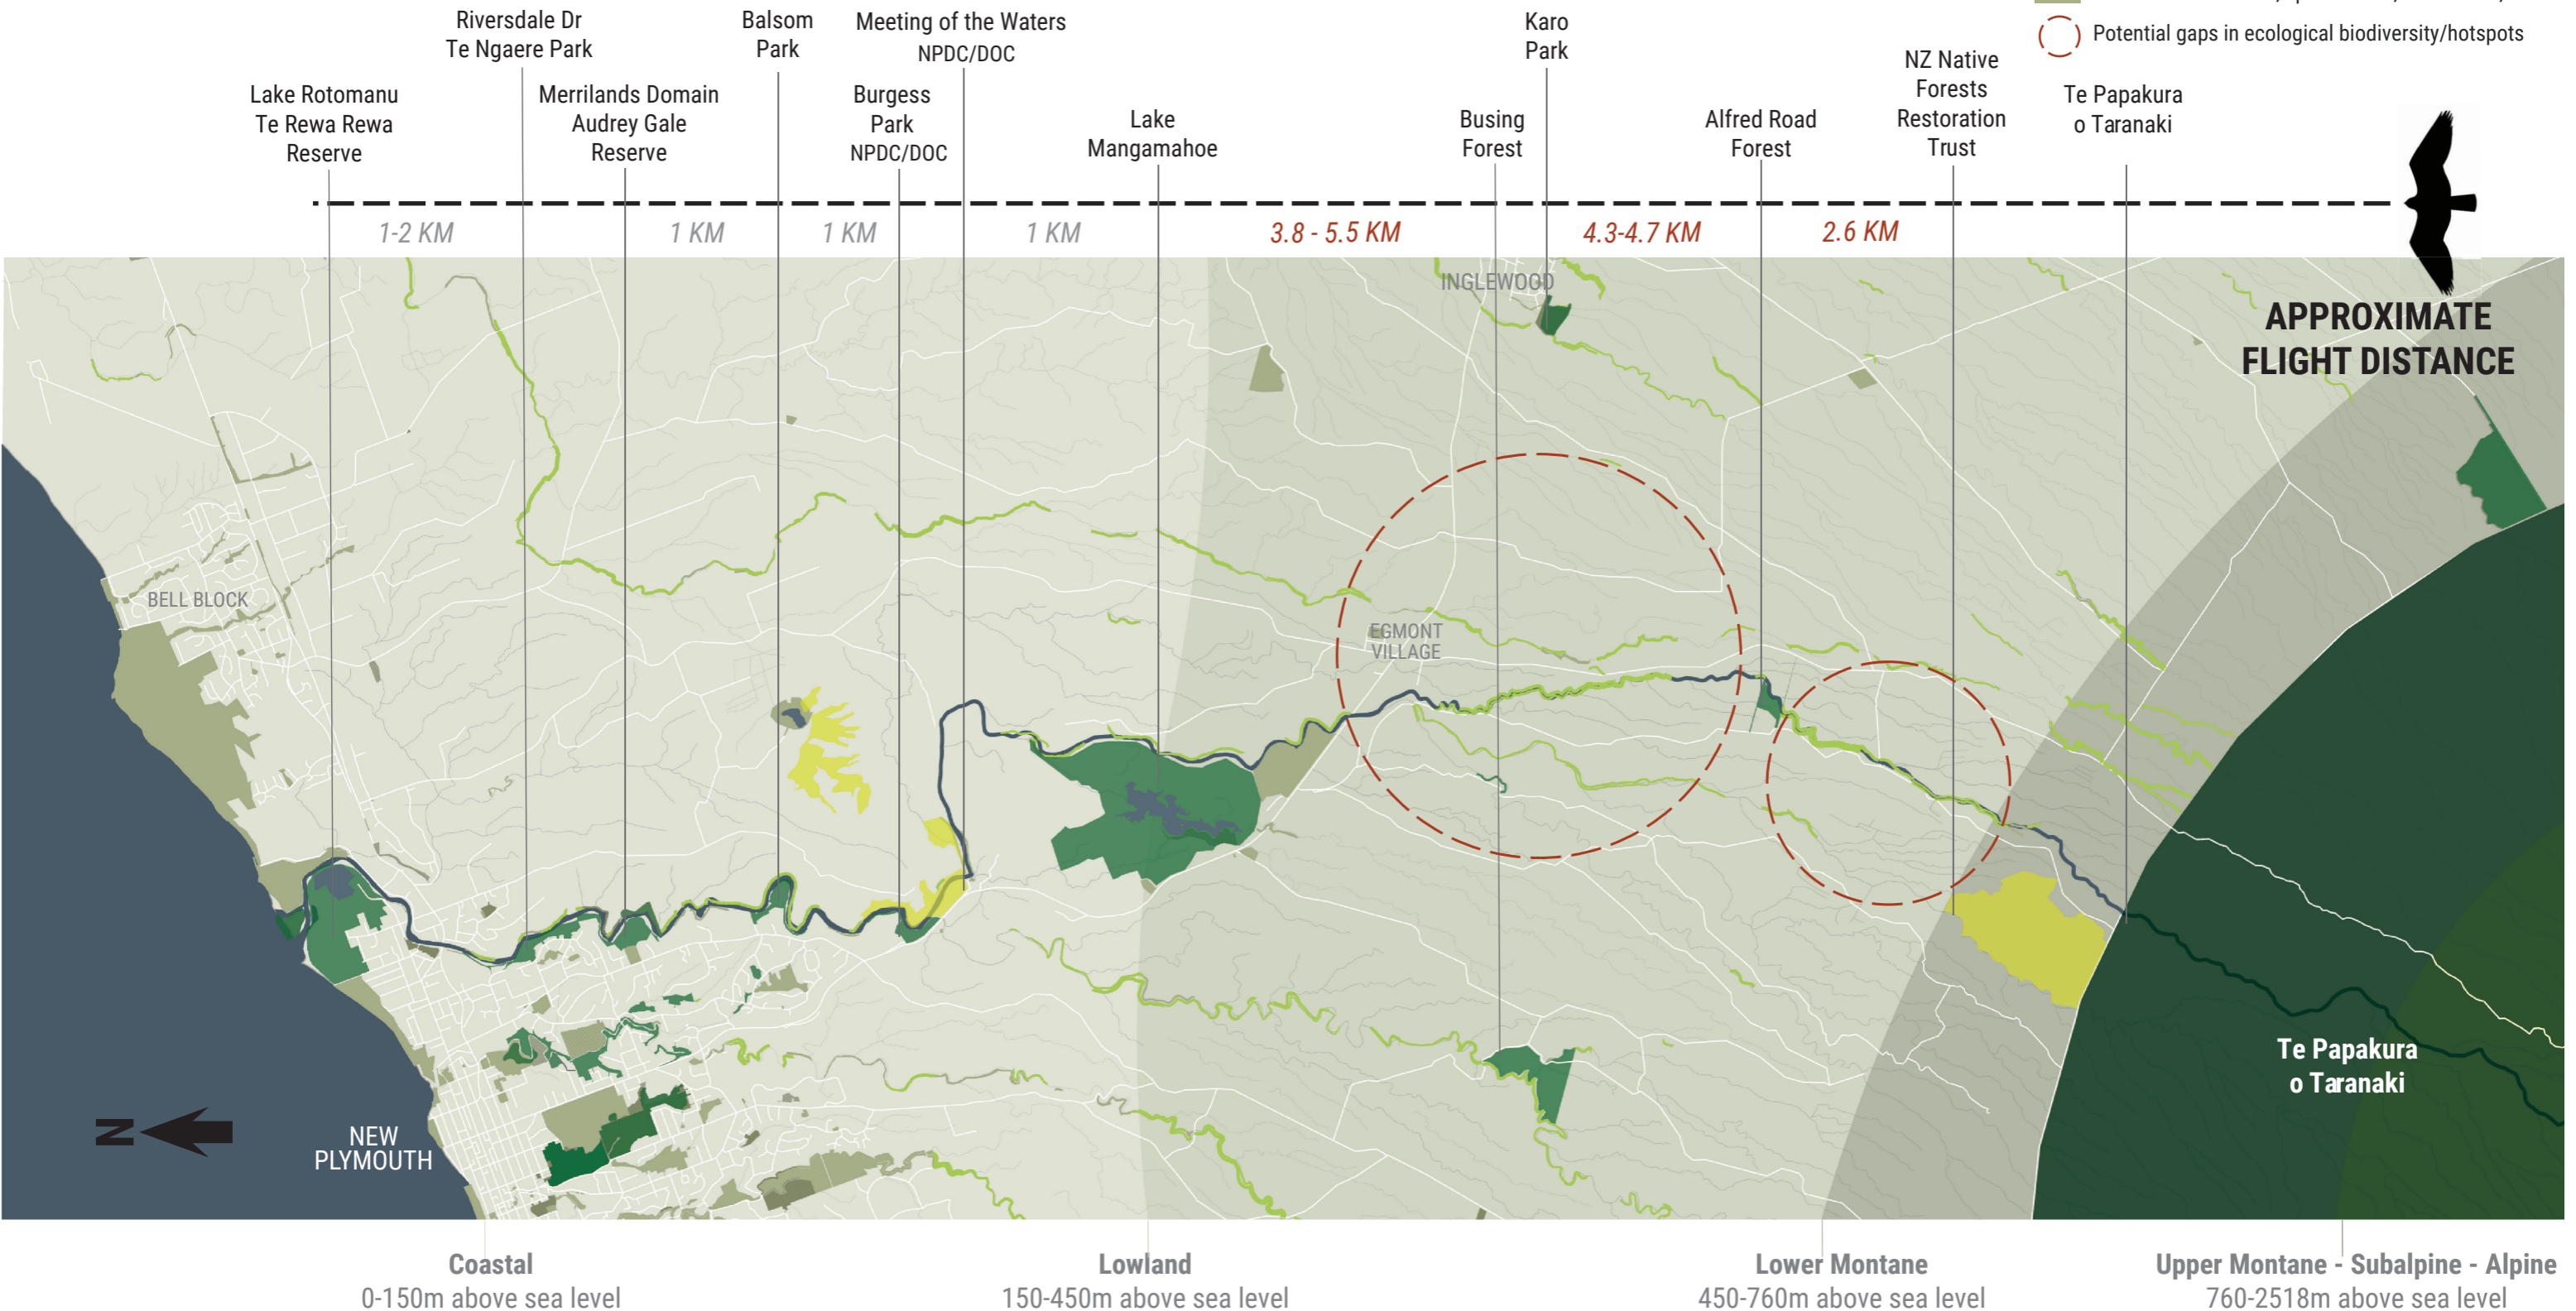 Potential gaps in ecological biodiversity/hotspots
Riversdale Dr
Te Ngaere Park
Balsom
Park
Meeting of the Waters
NPDC/DOC
Karo
Park
NZ Native
Forests
Restoration
Trust
Lake Rotomanu
Te Rewa Rewa
Reserve
Merrilands Domain
Audrey Gale
Reserve
Burgess
Park
NPDC/DOC
Lake
Mangamahoe
Busing
Forest
Alfred Road
Forest
Te Papakura
o Taranaki
1-2 KM
1 KM
1 KM
1 KM
3.8 - 5.5 KM
4.3-4.7 KM
2.6 KM
INGLEWOOD
APPROXIMATE
FLIGHT DISTANCE
BELL BLOCK
EGMONT
VILLAGE
Te Papakura
o Taranaki
N
NEW
PLYMOUTH
Coastal
0-150m above sea level
Lowland
150-450m above sea level
Lower Montane
450-760m above sea level
Upper Montane - Subalpine - Alpine
760-2518m above sea level